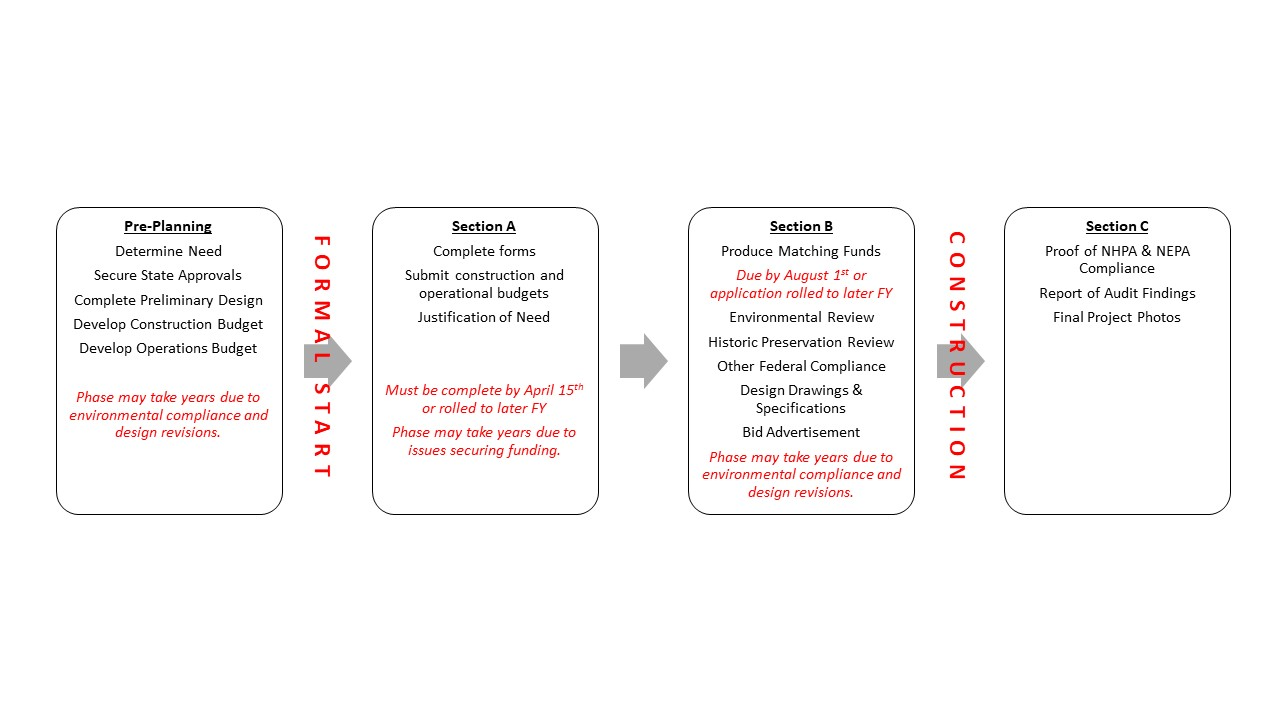 Pre-Planning
Determine Need
Secure State Approvals
Complete Preliminary Design
Develop Construction Budget
Develop Operations Budget
Phase may take years due to
environmental compliance and
design revisions.
FORMAL START
Section A
Complete forms
Submit construction and
operational budgets
Justification of Need
Must be complete by April 15th
or rolled to later FY
Phase may take years due to
issues securing funding.
Section B
Produce Matching Funds
Due by August 1st or
application rolled to later FY
Environmental Review
Historic Preservation Review
Other Federal Compliance
Design Drawings &
Specifications
Bid Advertisement
Phase may take years due to
environmental compliance and
design revisions.
CONSTRUCTION
Section C
Proof of NHPA & NEPA
Compliance
Report of Audit Findings
Final Project Photos